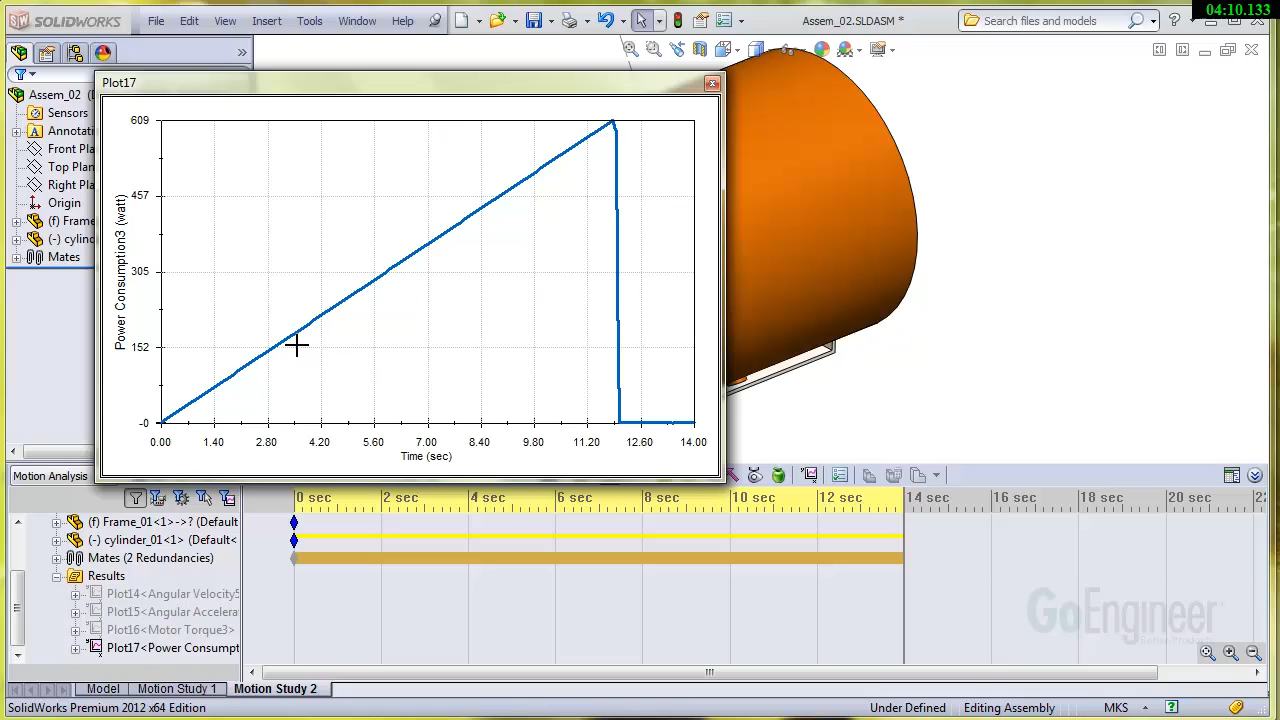 04:10.133
SOLIDWORKS File Edit View Insert Tools Window Help Assem_02.SLDASM * Search files and models
Plot17
Assem_02 (D
Sensors
Annotati
Front Pla
Top Plan
Right Pla
Origin
(f) Frame
(-) cylind
Mates
609
457
305
152
-0
Power Consumption3 (watt)
0.00 1.40 2.80 4.20 5.60 7.00 8.40 9.80 11.20 12.60 14.00
Time (sec)
Motion Analysis
0 sec 2 sec 4 sec 6 sec 8 sec 10 sec 12 sec 14 sec 16 sec 18 sec 20 sec 22
(f) Frame_01<1>->? (Default
(-) cylinder_01<1> (Default<
Mates (2 Redundancies)
Results
Plot14<Angular Velocity5
Plot15<Angular Accelera
Plot16<Motor Torque3>
Plot17<Power Consumpt
GoEngineer
Model Motion Study 1 Motion Study 2
SolidWorks Premium 2012 x64 Edition Under Defined Editing Assembly MKS